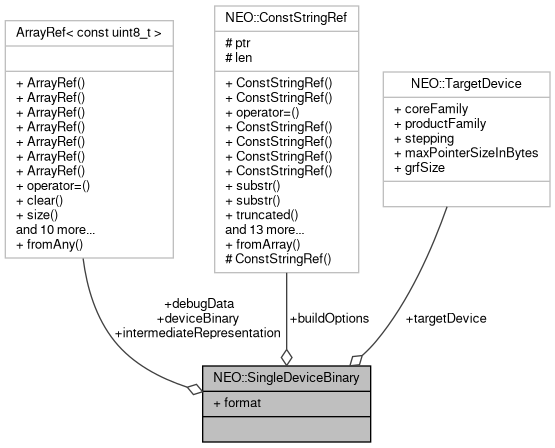 ArrayRef< const uint8_t >
+ ArrayRef()
+ ArrayRef()
+ ArrayRef()
+ ArrayRef()
+ ArrayRef()
+ ArrayRef()
+ ArrayRef()
+ operator=()
+ clear()
+ size()
and 10 more...
+ fromAny()
NEO::ConstStringRef
# ptr
# len
+ ConstStringRef()
+ ConstStringRef()
+ operator=()
+ ConstStringRef()
+ ConstStringRef()
+ ConstStringRef()
+ ConstStringRef()
+ substr()
+ substr()
+ truncated()
and 13 more...
+ fromArray()
# ConstStringRef()
NEO::TargetDevice
+ coreFamily
+ productFamily
+ stepping
+ maxPointerSizeInBytes
+ grfSize
+debugData
+deviceBinary
+intermediateRepresentation
+buildOptions
+targetDevice
NEO::SingleDeviceBinary
+ format